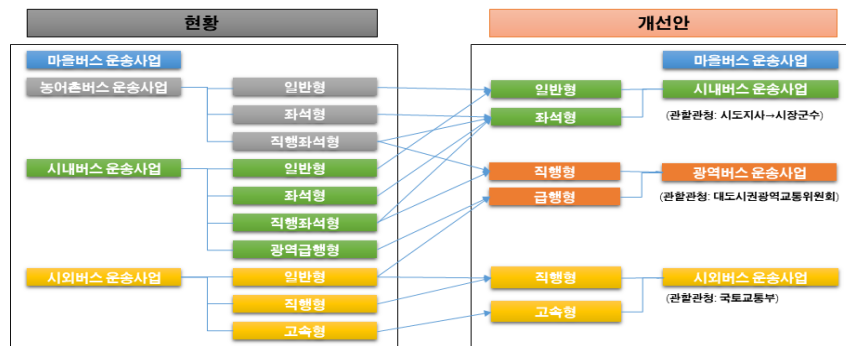 현황
마을버스 운송사업
농어촌버스 운송사업
일반형
좌석형
직행좌석형
시내버스 운송사업
일반형
좌석형
직행좌석형
광역급행형
시외버스 운송사업
일반형
직행형
고속형
개선안
마을버스 운송사업
일반형
시내버스 운송사업
좌석형
(관할관청: 시도지사→시장군수)
직행형
광역버스 운송사업
급행형
(관할관청: 대도시권광역교통위원회)
직행형
시외버스 운송사업
(관할관청: 국토교통부)
고속형